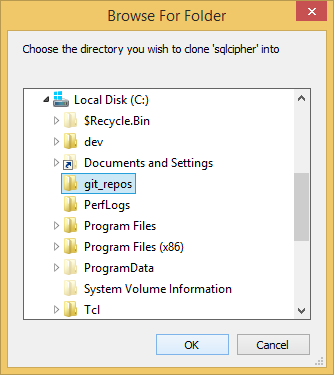 Browse For Folder
Choose the directory you wish to clone 'sqlcipher' into
Local Disk (C:)
$Recycle.Bin
dev
Documents and Settings
git_repos
PerfLogs
Program Files
Program Files (x86)
ProgramData
System Volume Information
Tcl
OK
Cancel